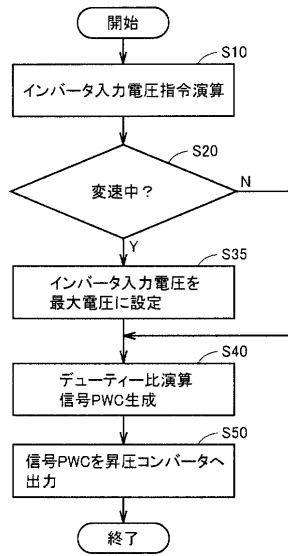 開始
S10
インバータ入力電圧指令演算
S20
変速中？
N
Y
S35
インバータ入力電圧を
最大電圧に設定
S40
デューティー比演算
信号PWC生成
S50
信号PWCを昇圧コンバータへ
出力
終了